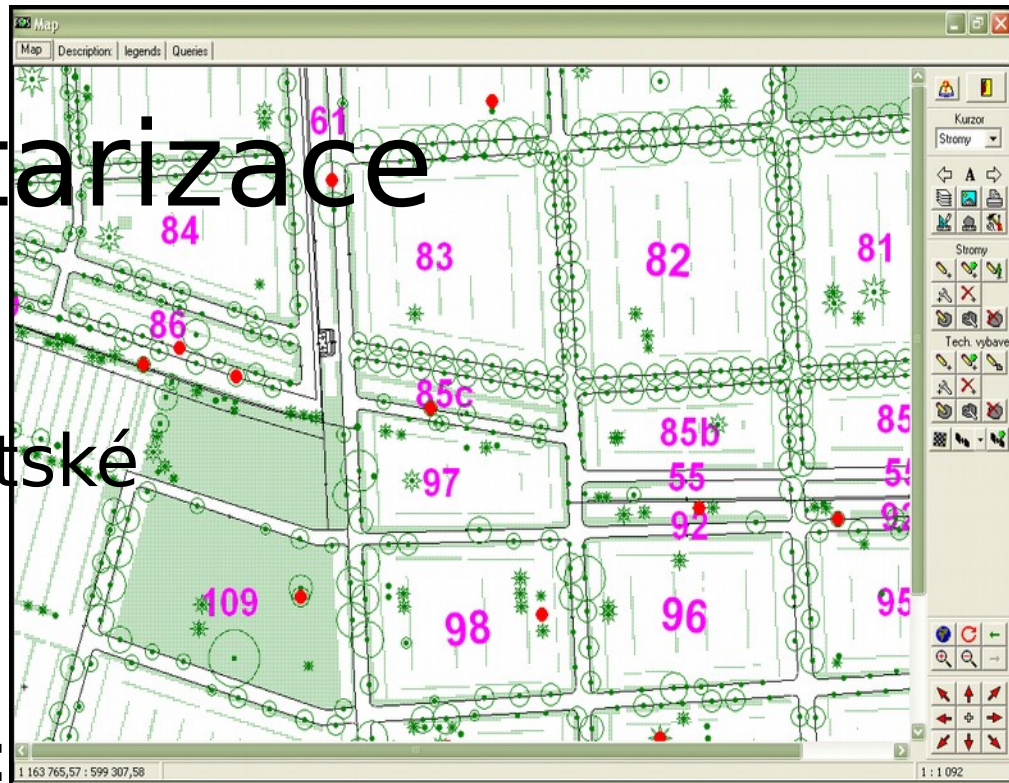 Map
Map Description: legends Queries
61
tarizace
Kurzor
Stromy
A
84
83
82
81
Stromy
86
Tech. vybave
85c
85b
85
97
55
55
92
92
109
98
96
95
tské
1 163 765,57 : 599 307,58
1 : 1 092